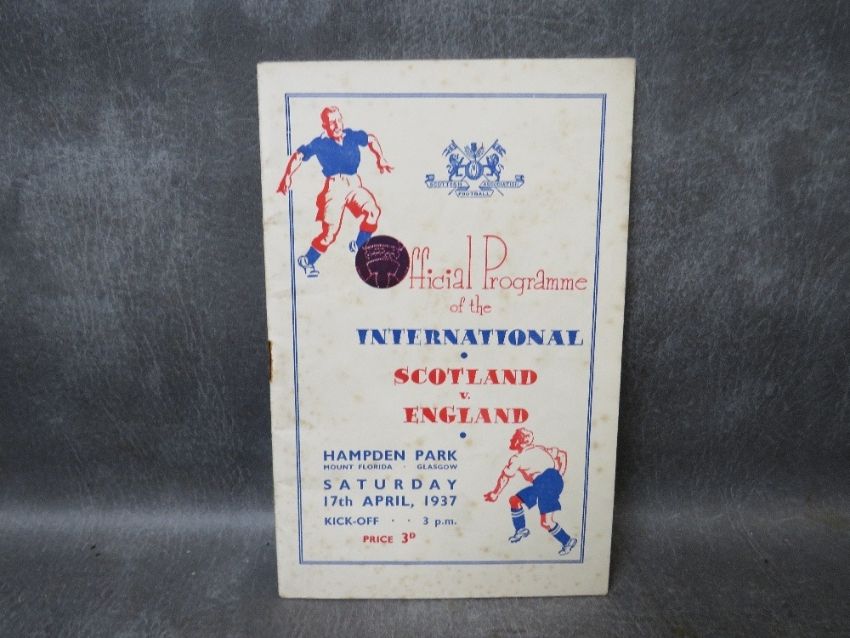 SCOTTISH ASSOCIATION
FOOTBALL
Official Programme
of the
INTERNATIONAL
SCOTLAND
v.
ENGLAND
HAMPDEN PARK
MOUNT FLORIDA · GLASGOW
SATURDAY
17th APRIL, 1937
KICK-OFF · · 3 p.m.
PRICE 3D